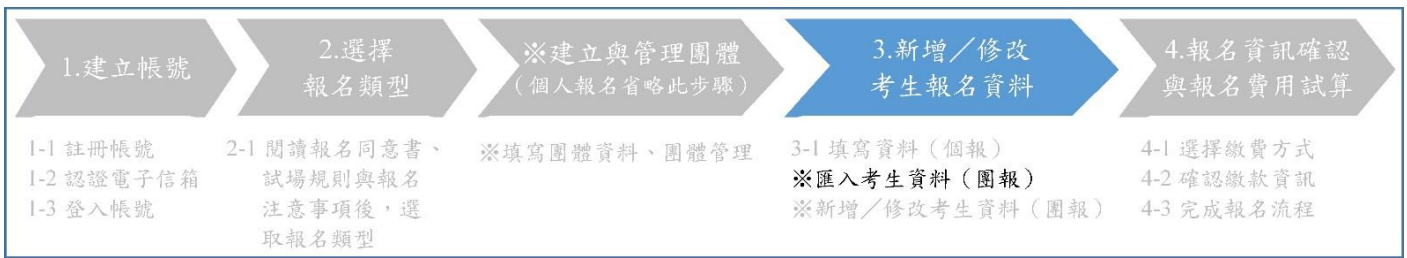 1.建立帳號
2.選擇
報名類型
※建立與管理團體
(個人報名省略此步驟)
3.新增／修改
考生報名資料
4.報名資訊確認
與報名費用試算
1-1 註冊帳號
1-2 認證電子信箱
1-3 登入帳號
2-1 閱讀報名同意書、
試場規則與報名
注意事項後，選
取報名類型
※填寫團體資料、團體管理
3-1 填寫資料（個報）
※匯入考生資料（團報）
※新增／修改考生資料（團報）
4-1 選擇繳費方式
4-2 確認繳款資訊
4-3 完成報名流程